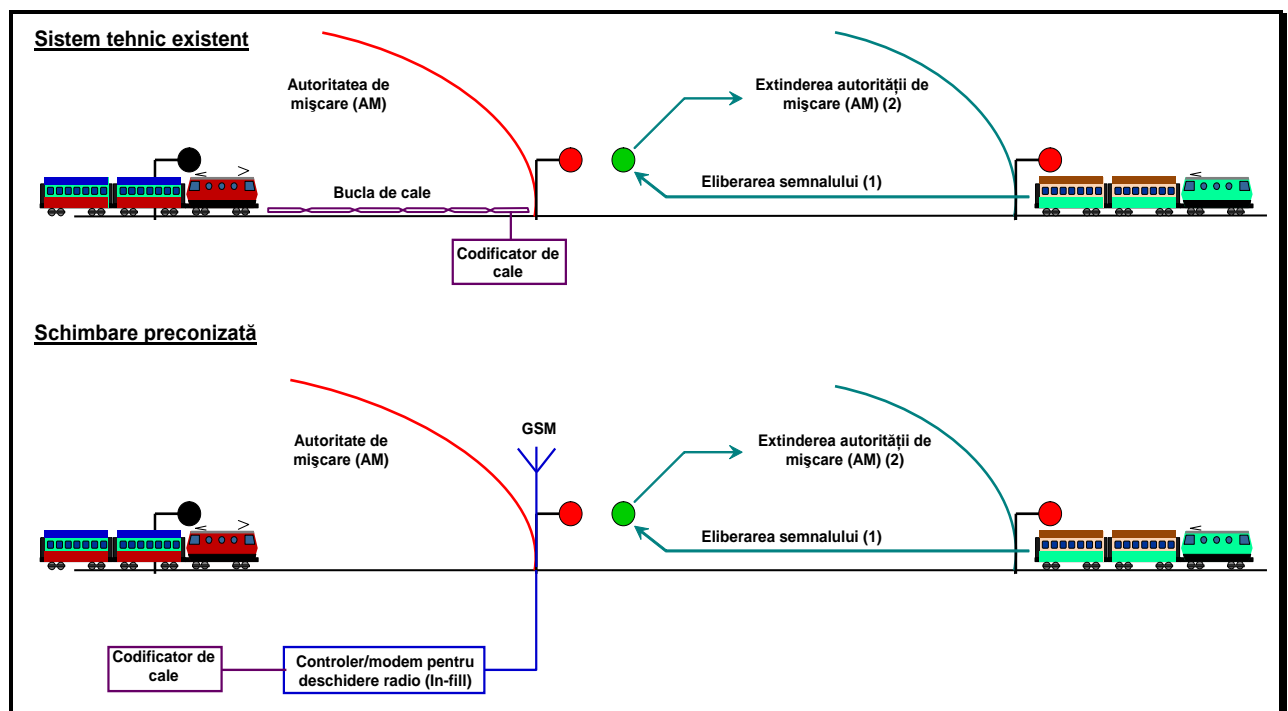 Sistem tehnic existent
Autoritatea de
mişcare (AM)
Extinderea autorităţii de
mişcare (AM) (2)
Bucla de cale
Eliberarea semnalului (1)
Codificator de
cale
Schimbare preconizată
Autoritate de
mişcare (AM)
GSM
Extinderea autorităţii de
mişcare (AM) (2)
Eliberarea semnalului (1)
Codificator de
cale
Controler/modem pentru
deschidere radio (In-fill)